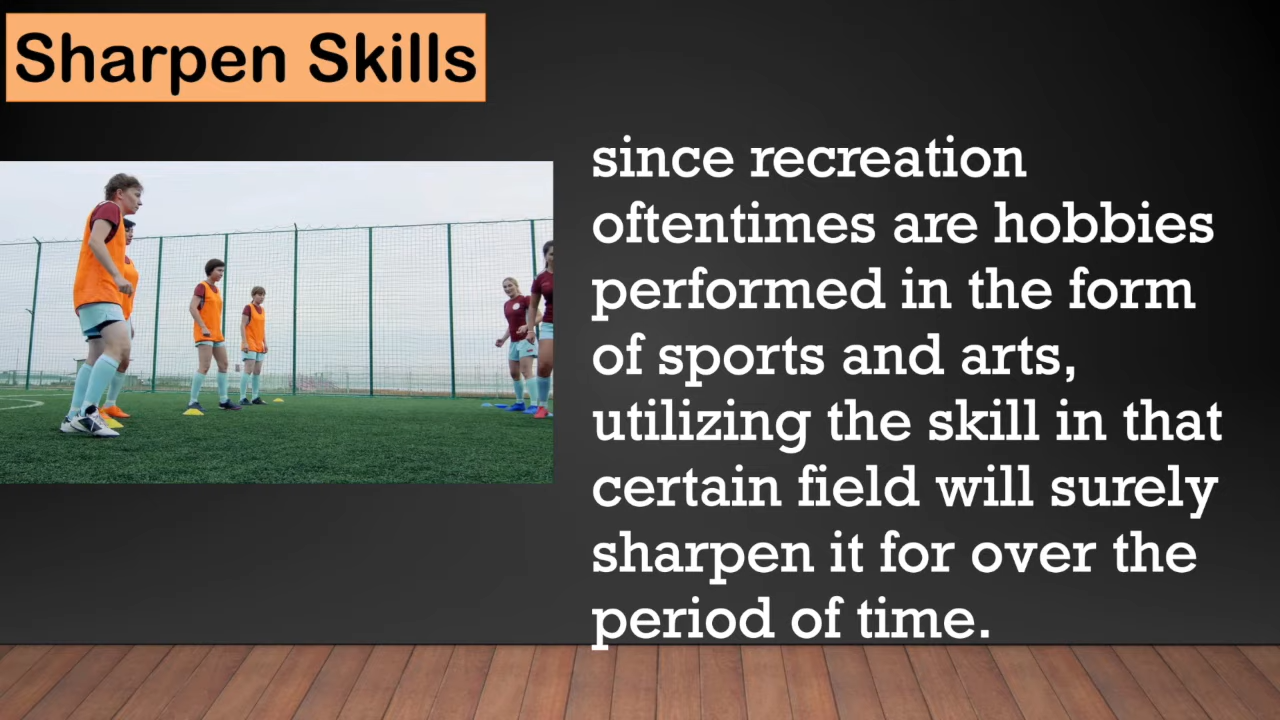 Sharpen Skills
since recreation
oftentimes are hobbies
performed in the form
of sports and arts,
utilizing the skill in that
certain field will surely
sharpen it for over the
period of time.